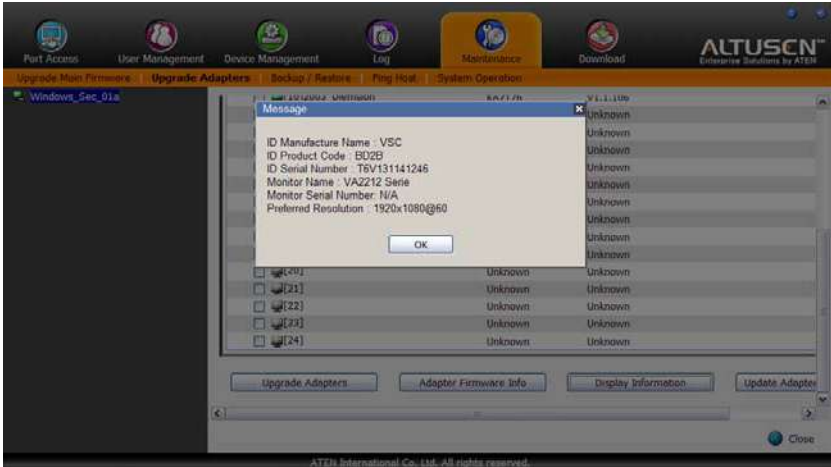 Port Access User Management Device Management Log Maintenance Download
ALTUSCN
Enterprise Solutions by ATEN
Upgrade Main Firmware Upgrade Adapters Backup / Restore Ping Host System Operation
Windows_Sec_01a
KA7176 V1.1.106
Message
Unknown
ID Manufacture Name : VSC
Unknown
ID Product Code : BD2B
Unknown
ID Serial Number : T6V131141246
Unknown
Monitor Name : VA2212 Serie
Unknown
Monitor Serial Number: N/A
Unknown
Preferred Resolution : 1920x1080@60
Unknown
OK
Unknown
Unknown
[20] Unknown Unknown
[21] Unknown Unknown
[22] Unknown Unknown
[23] Unknown Unknown
[24] Unknown Unknown
Upgrade Adapters Adapter Firmware Info Display Information Update Adapter
Close
ATEN International Co., Ltd. All rights reserved.